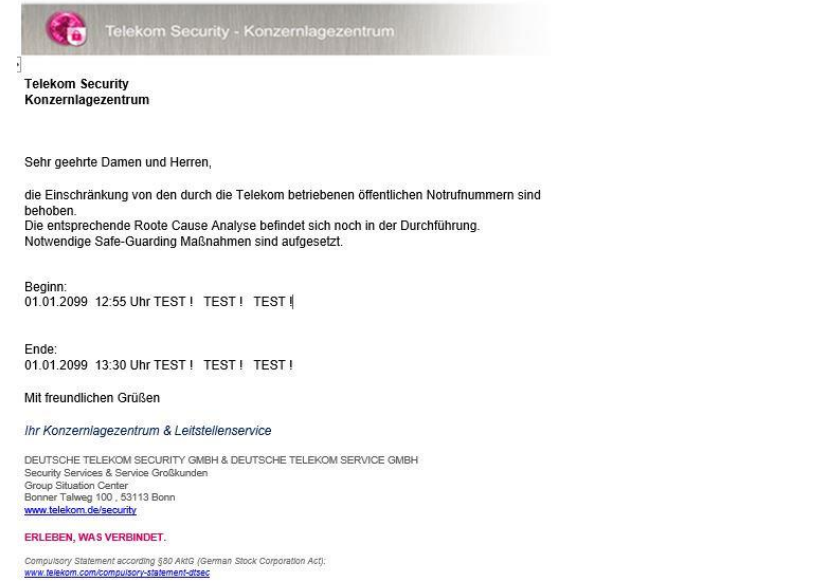 Telekom Security - Konzernlagezentrum
Telekom Security
Konzernlagezentrum
Sehr geehrte Damen und Herren,
die Einschränkung von den durch die Telekom betriebenen öffentlichen Notrufnummern sind
behoben.
Die entsprechende Roote Cause Analyse befindet sich noch in der Durchführung.
Notwendige Safe-Guarding Maßnahmen sind aufgesetzt.
Beginn:
01.01.2099 12:55 Uhr TEST ! TEST ! TEST !
Ende:
01.01.2099 13:30 Uhr TEST ! TEST ! TEST !
Mit freundlichen Grüßen
Ihr Konzernlagezentrum & Leitstellenservice
DEUTSCHE TELEKOM SECURITY GMBH & DEUTSCHE TELEKOM SERVICE GMBH
Security Services & Service Großkunden
Group Situation Center
Bonner Talweg 100 , 53113 Bonn
www.telekom.de/security
ERLEBEN, WAS VERBINDET.
Compulsory Statement according §80 AktG (German Stock Corporation Act):
www.telekom.com/compulsory-statement-dtsec